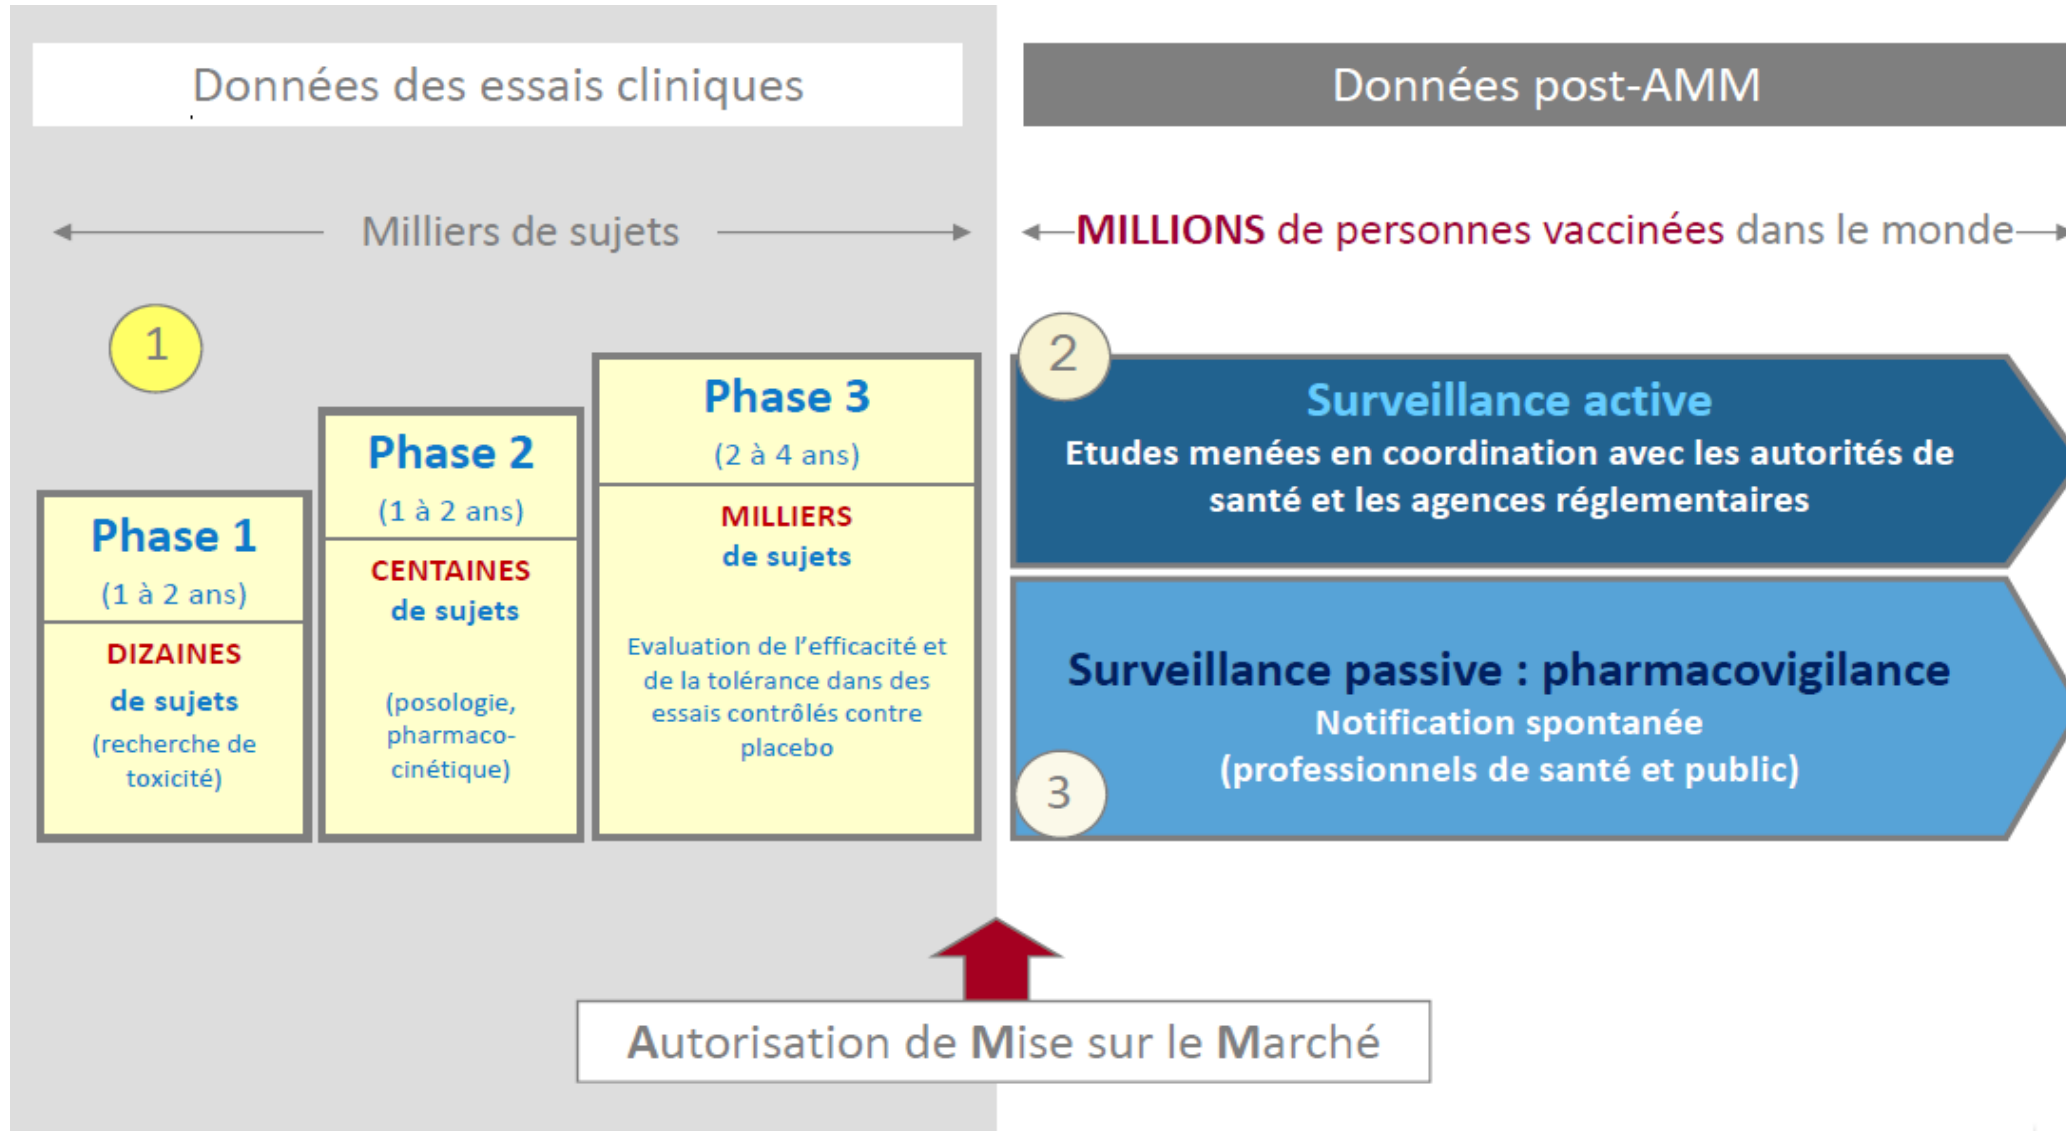 Données des essais cliniques
Milliers de sujets
1
Phase 1
(1 à 2 ans)
DIZAINES
de sujets
(recherche de
toxicité)
Phase 2
(1 à 2 ans)
CENTAINES
de sujets
(posologie,
pharmaco-
cinétique)
Phase 3
(2 à 4 ans)
MILLIERS
de sujets
Evaluation de l’efficacité et
de la tolérance dans des
essais contrôlés contre
placebo
Données post-AMM
MILLIONS de personnes vaccinées dans le monde
2
Surveillance active
Etudes menées en coordination avec les autorités de
santé et les agences réglementaires
Surveillance passive : pharmacovigilance
Notification spontanée
(professionnels de santé et public)
3
Autorisation de Mise sur le Marché